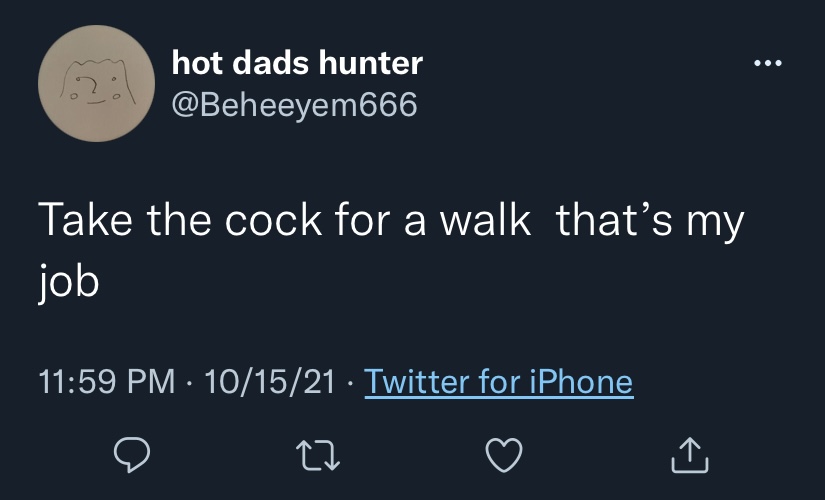 hot dads hunter
@Beheeyem666
Take the cock for a walk  that’s my
job
11:59 PM · 10/15/21 · Twitter for iPhone